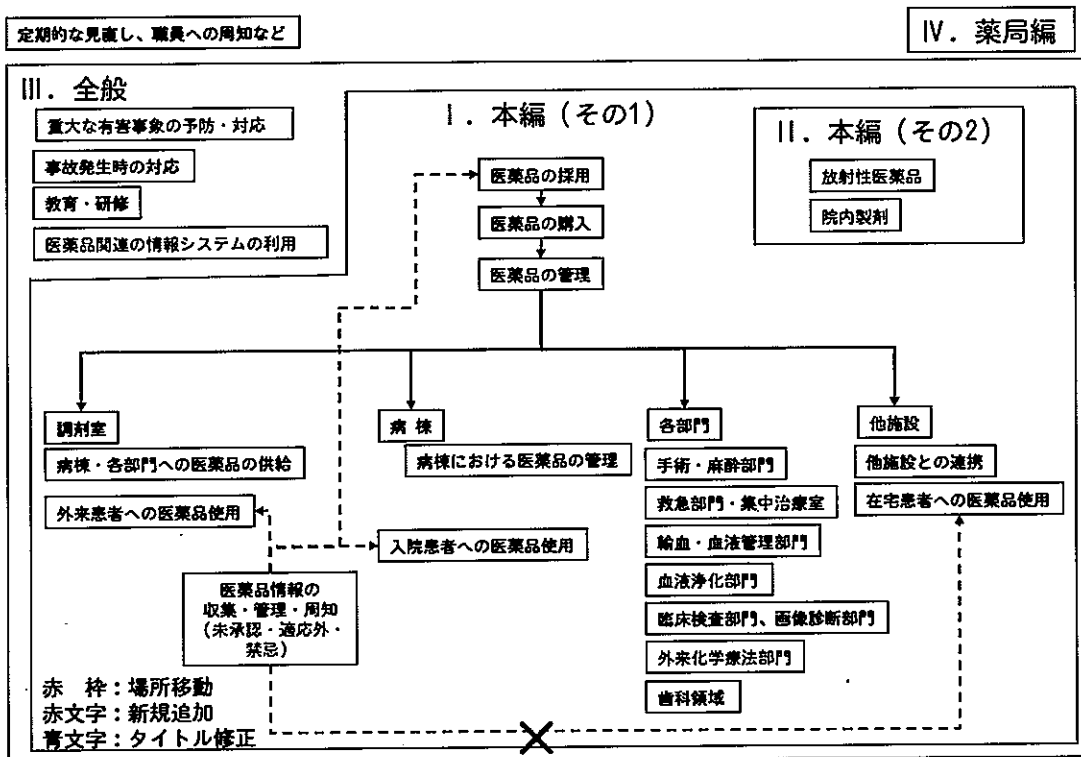 定期的な見直し、職員への周知など
Ⅳ．薬局編
Ⅲ．全般
重大な有害事象の予防・対応
事故発生時の対応
教育・研修
医薬品関連の情報システムの利用
Ⅰ．本編（その1）
医薬品の採用
医薬品の購入
医薬品の管理
Ⅱ．本編（その2）
放射性医薬品
院内製剤
調剤室
病棟・各部門への医薬品の供給
外来患者への医薬品使用
病 棟
病棟における医薬品の管理
入院患者への医薬品使用
各部門
手術・麻酔部門
救急部門・集中治療室
輸血・血液管理部門
血液浄化部門
臨床検査部門、画像診断部門
外来化学療法部門
歯科領域
他施設
他施設との連携
在宅患者への医薬品使用
医薬品情報の
収集・管理・周知
（未承認・適応外・
禁忌）
赤 枠：場所移動
赤文字：新規追加
青文字：タイトル修正